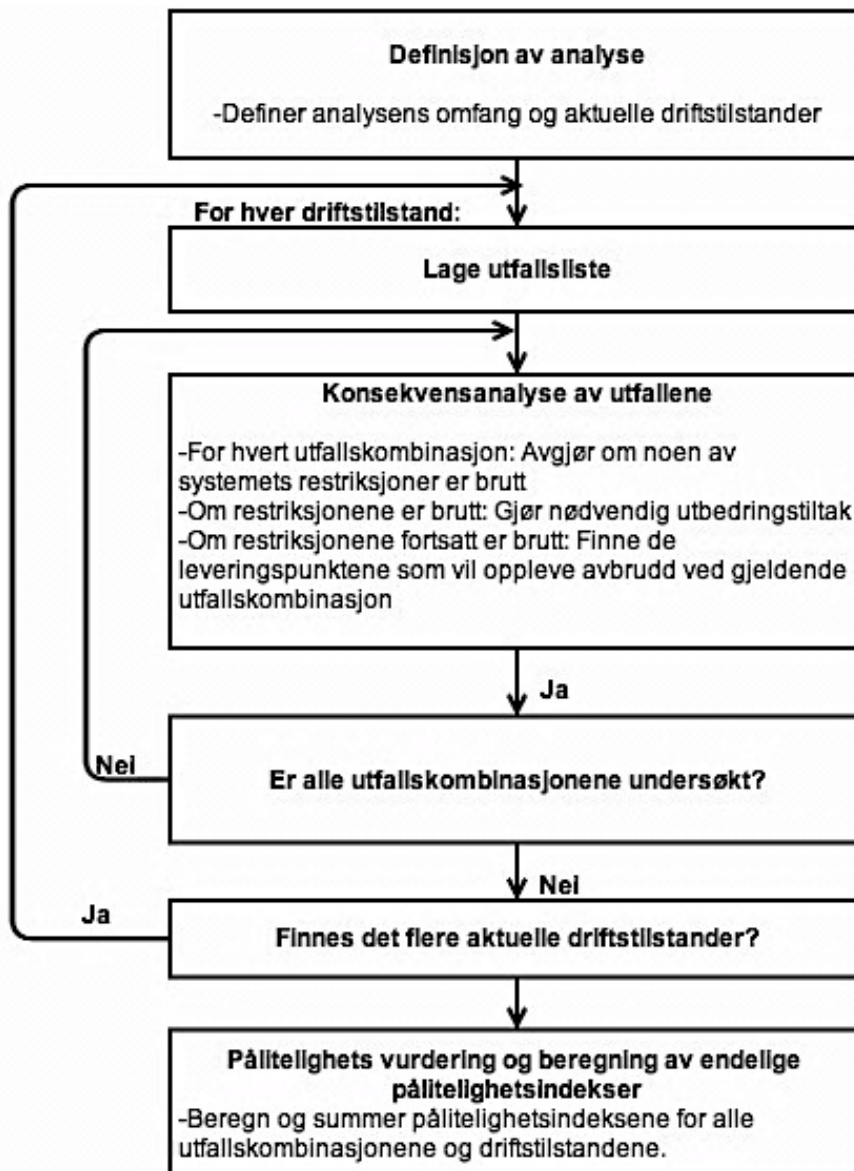 Definisjon av analyse
-Definer analysens omfang og aktuelle driftstilstander
For hver driftstilstand:
Lage utfallsliste
Konsekvensanalyse av utfallene
-For hvert utfallskombinasjon: Avgjør om noen av
systemets restriksjoner er brutt
-Om restriksjonene er brutt: Gjør nødvendig utbedringstiltak
-Om restriksjonene fortsatt er brutt: Finne de
leveringspunktene som vil oppleve avbrudd ved gjeldende
utfallskombinasjon
Ja
Nei
Er alle utfallskombinasjonene undersøkt?
Nei
Ja
Finnes det flere aktuelle driftstilstander?
Pålitelighets vurdering og beregning av endelige
pålitelighetsindekser
-Beregn og summer pålitelighetsindeksene for alle
utfallskombinasjonene og driftstilstandene.